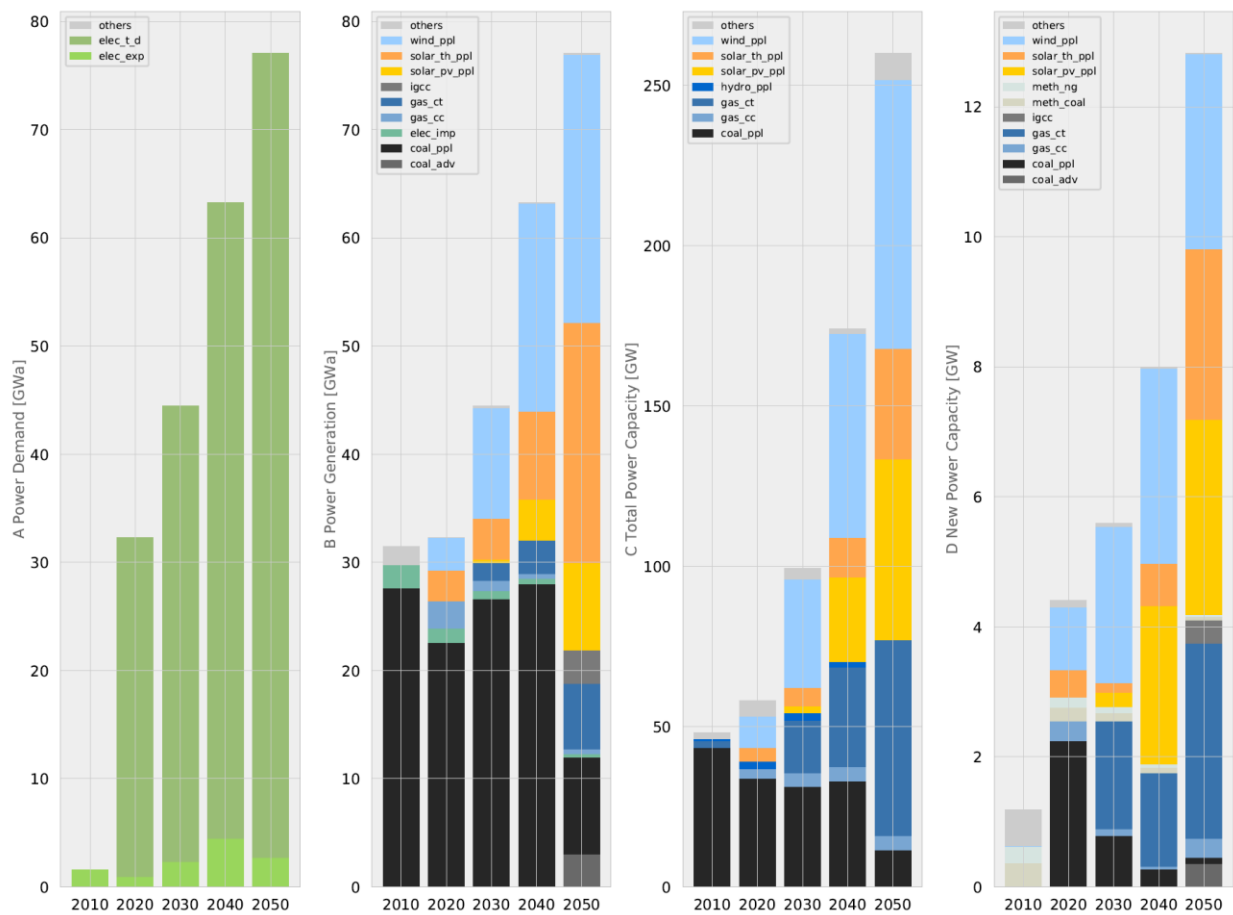 A Power Demand [GWa]
80
70
60
50
40
30
20
10
0
others
elec_t_d
elec_exp
2010 2020 2030 2040 2050
B Power Generation [GWa]
80
70
60
50
40
30
20
10
0
others
wind_ppl
solar_th_ppl
solar_pv_ppl
igcc
gas_ct
gas_cc
elec_imp
coal_ppl
coal_adv
2010 2020 2030 2040 2050
C Total Power Capacity [GW]
250
200
150
100
50
0
others
wind_ppl
solar_th_ppl
solar_pv_ppl
hydro_ppl
gas_ct
gas_cc
coal_ppl
2010 2020 2030 2040 2050
D New Power Capacity [GW]
12
10
8
6
4
2
0
others
wind_ppl
solar_th_ppl
solar_pv_ppl
meth_ng
meth_coal
igcc
gas_ct
gas_cc
coal_ppl
coal_adv
2010 2020 2030 2040 2050